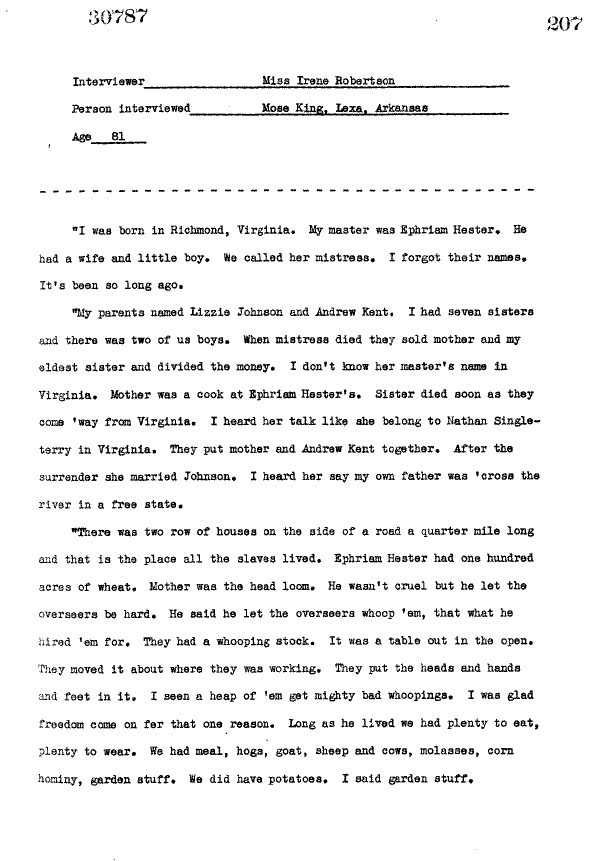 30787
207
Interviewer Miss Irene Robertson
Person interviewed Mose King, Lexa, Arkansas
Age 81
"I was born in Richmond, Virginia. My master was Ephriam Hester. He
had a wife and little boy. We called her mistress. I forgot their names.
It's been so long ago.
"My parents named Lizzie Johnson and Andrew Kent. I had seven sisters
and there was two of us boys. When mistress died they sold mother and my
eldest sister and divided the money. I don't know her master's name in
Virginia. Mother was a cook at Ephriam Hester's. Sister died soon as they
come 'way from Virginia. I heard her talk like she belong to Nathan Single-
terry in Virginia. They put mother and Andrew Kent together. After the
surrender she married Johnson. I heard her say my own father was 'cross the
river in a free state.
"There was two row of houses on the side of a road a quarter mile long
and that is the place all the slaves lived. Ephriam Hester had one hundred
acres of wheat. Mother was the head loom. He wasn't cruel but he let the
overseers be hard. He said he let the overseers whoop 'em, that what he
hired 'em for. They had a whooping stock. It was a table out in the open.
They moved it about where they was working. They put the heads and hands
and feet in it. I seen a heap of 'em get mighty bad whoopings. I was glad
freedom come on fer that one reason. Long as he lived we had plenty to eat,
plenty to wear. We had meal, hogs, goat, sheep and cows, molasses, corn
hominy, garden stuff. We did have potatoes. I said garden stuff.